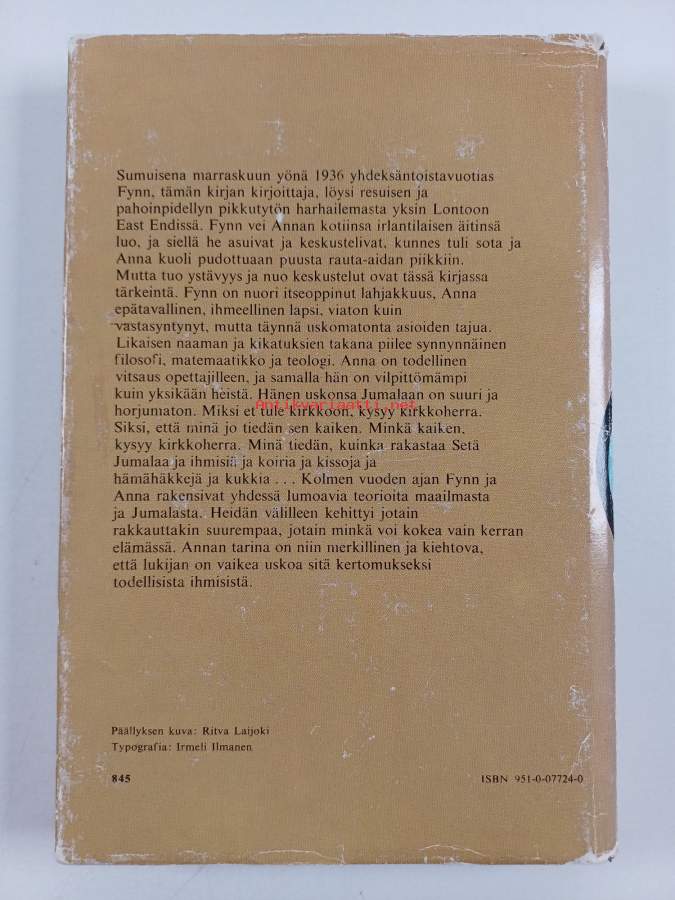 Sumuisena marraskuun yönä 1936 yhdeksäntoistavuotias
Fynn, tämän kirjan kirjoittaja, löysi resuisen ja
pahoinpidellyn pikkutytön harhailemasta yksin Lontoon
East Endissä. Fynn vei Annan kotiinsa irlantilaisen äitinsä
luo, ja siellä he asuivat ja keskustelivat, kunnes tuli sota ja
Anna kuoli pudottuaan puusta rauta-aidan piikkiin.
Mutta tuo ystävyys ja nuo keskustelut ovat tässä kirjassa
tärkeintä. Fynn on nuori itseoppinut lahjakkuus, Anna
epätavallinen, ihmeellinen lapsi, viaton kuin
vastasyntynyt, mutta täynnä uskomatonta asioiden tajua.
Likaisen naaman ja kikatuksien takana piilee synnynnäinen
filosofi, matemaatikko ja teologi. Anna on todellinen
vitsaus opettajilleen, ja samalla hän on vilpittömämpi
kuin yksikään heistä. Hänen uskonsa Jumalaan on suuri ja
Antikvariaatti.net
horjumaton. Miksi et tule kirkkoon, kysyy kirkkoherra.
Siksi, että minä jo tiedän sen kaiken. Minkä kaiken,
kysyy kirkkoherra. Minä tiedän, kuinka rakastaa Setä
Jumalaa ja ihmisiä ja koiria ja kissoja ja
hämähäkkejä ja kukkia . . . Kolmen vuoden ajan Fynn ja
Anna rakensivat yhdessä lumoavia teorioita maailmasta
ja Jumalasta. Heidän välilleen kehittyi jotain
rakkauttakin suurempaa, jotain minkä voi kokea vain kerran
elämässä. Annan tarina on niin merkillinen ja kiehtova,
että lukijan on vaikea uskoa sitä kertomukseksi
todellisista ihmisistä.
Päällyksen kuva: Ritva Laijoki
Typografia: Irmeli Ilmanen
845 ISBN 951-0-07724-0